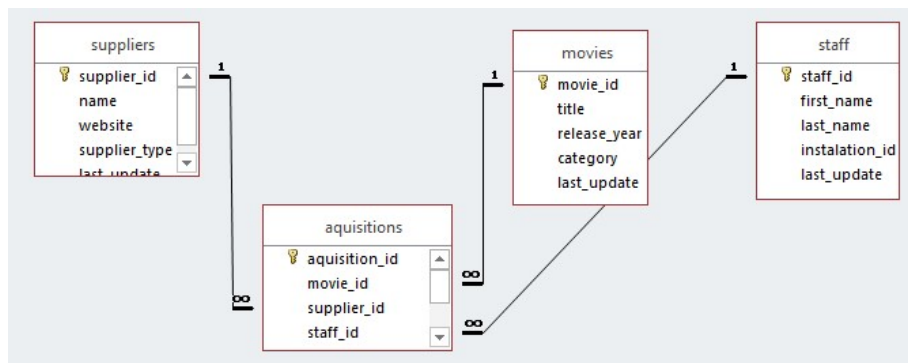 suppliers
supplier_id
name
website
supplier_type
last_update
1
movies
movie_id
title
release_year
category
last_update
1
staff
staff_id
first_name
last_name
instalation_id
last_update
1
aquisitions
aquisition_id
movie_id
supplier_id
staff_id
∞
∞
∞